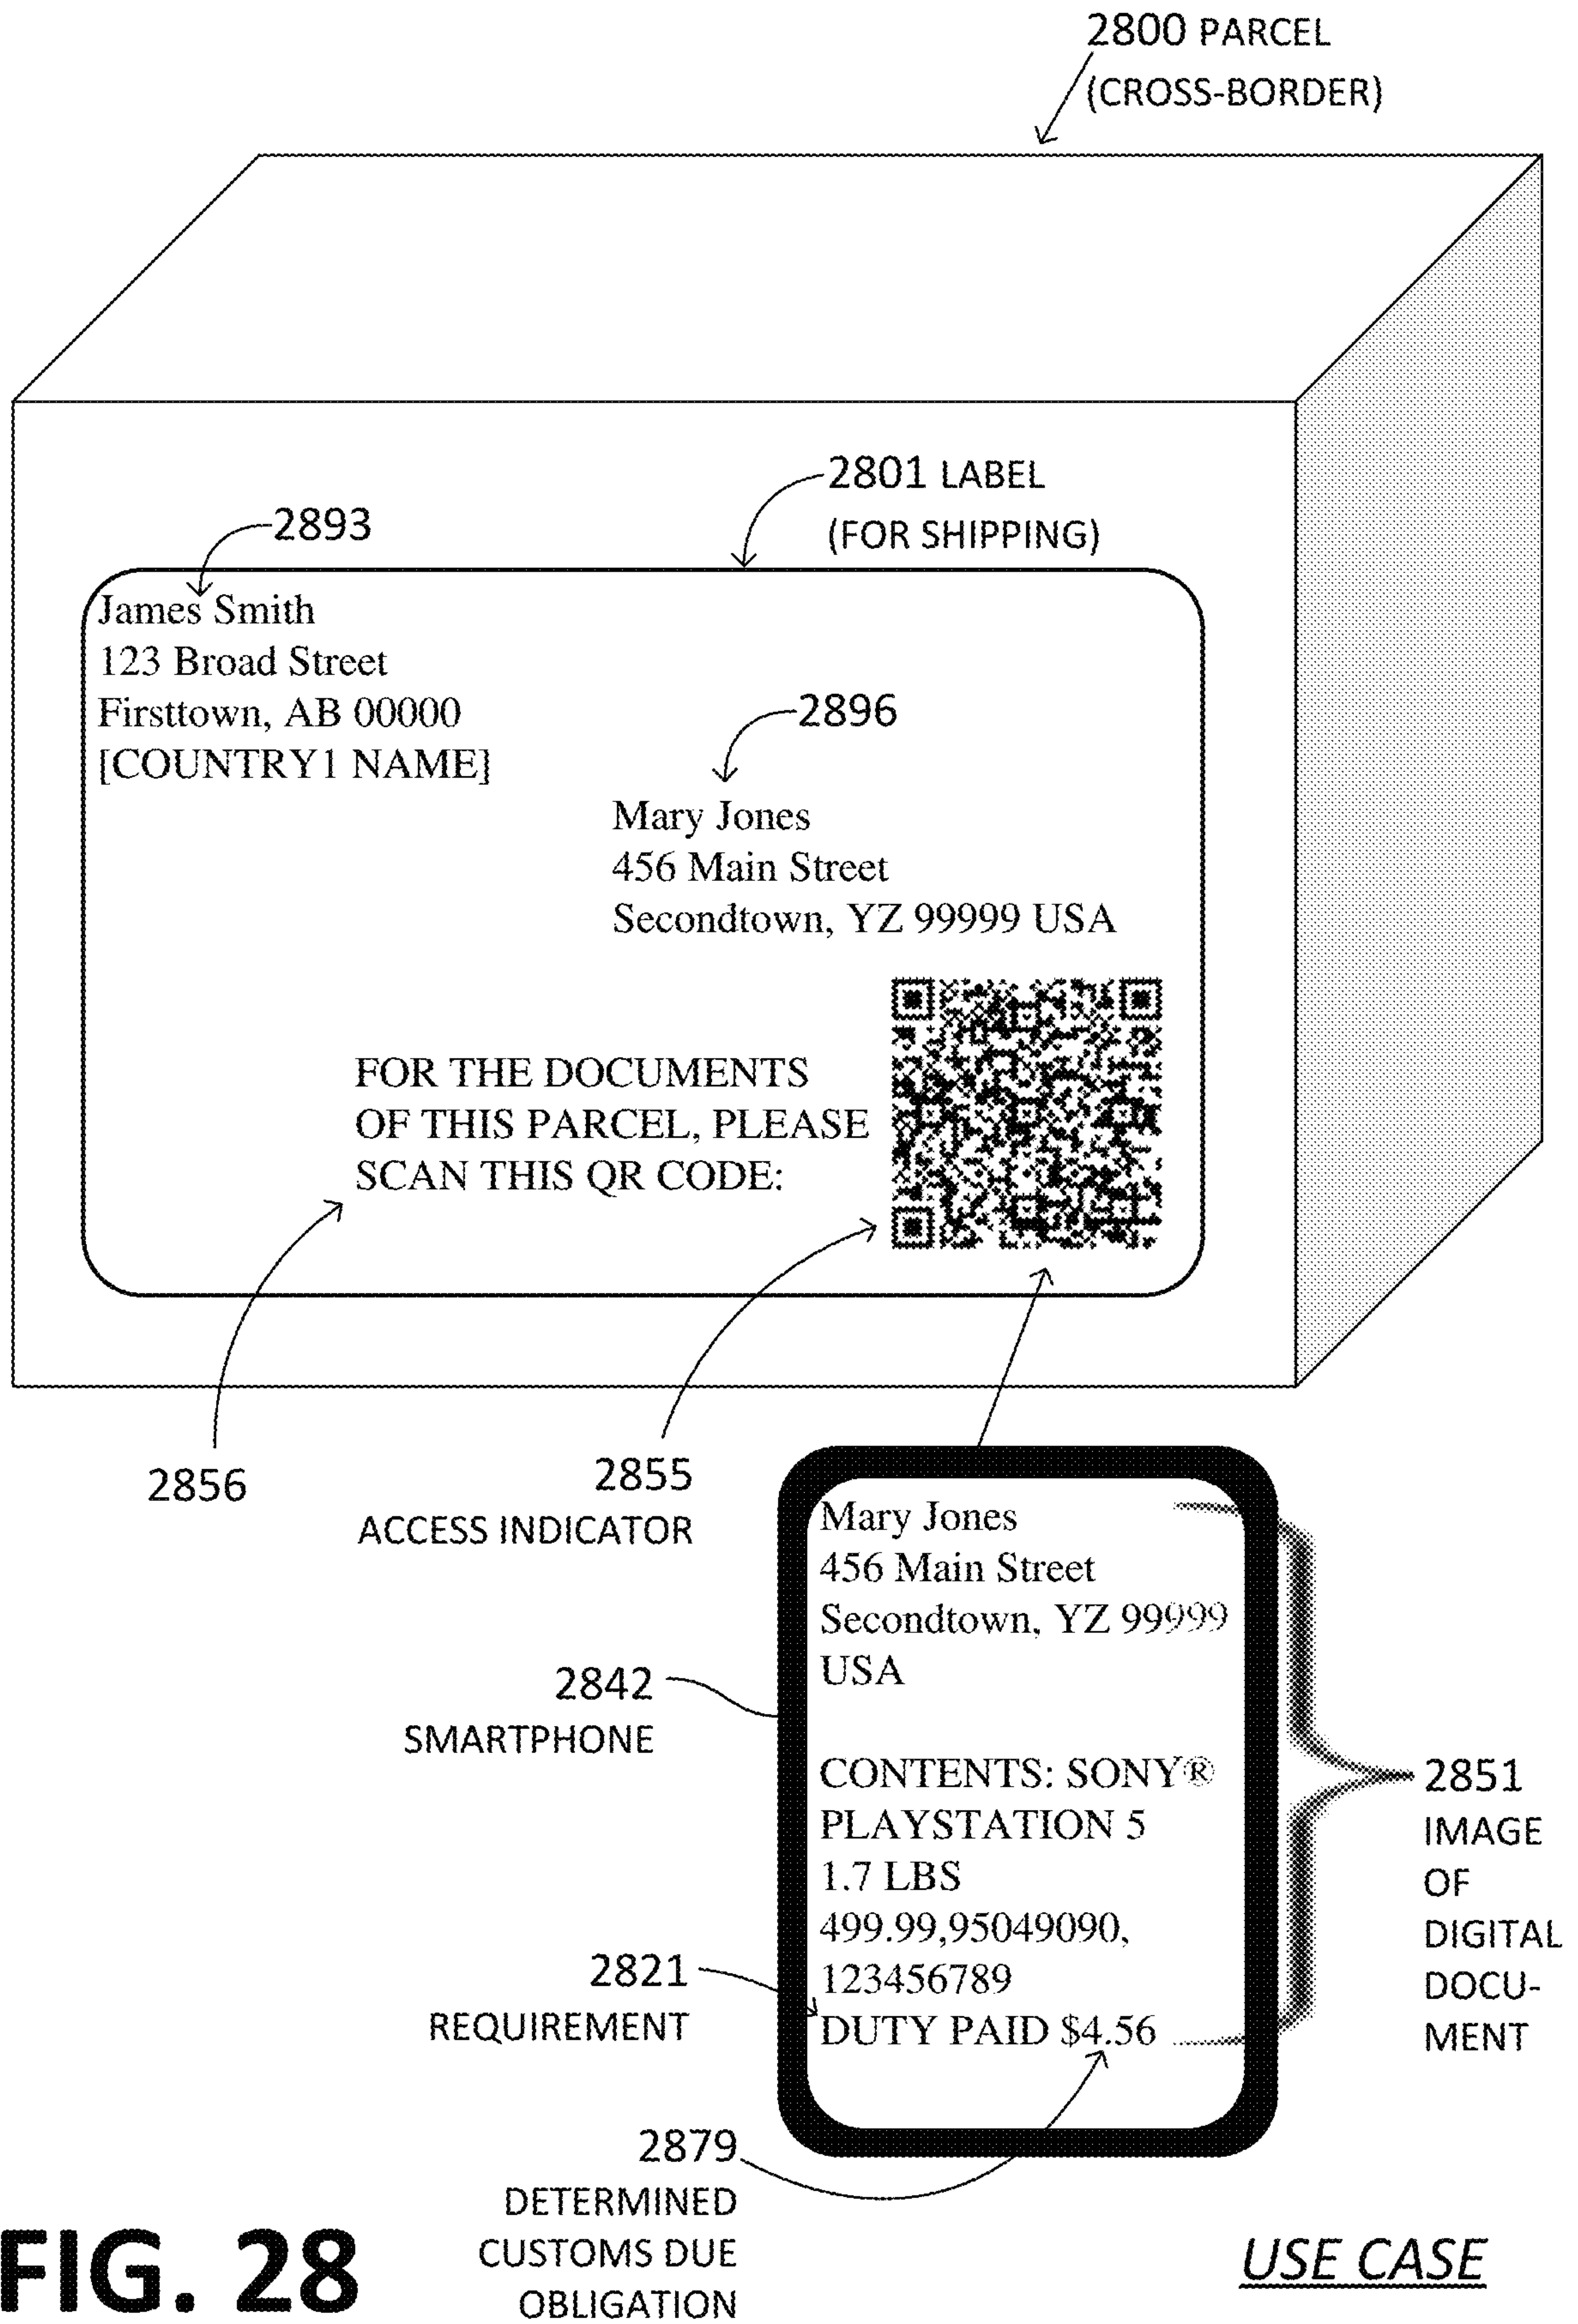 2800 PARCEL
(CROSS-BORDER)
2801 LABEL
(FOR SHIPPING)
2893
James Smith
123 Broad Street
Firsttown, AB 00000
[COUNTRY1 NAME]
2896
Mary Jones
456 Main Street
Secondtown, YZ 99999 USA
FOR THE DOCUMENTS
OF THIS PARCEL, PLEASE
SCAN THIS QR CODE:
2856
2855
ACCESS INDICATOR
Mary Jones
456 Main Street
Secondtown, YZ 99999
USA
CONTENTS: SONY®
PLAYSTATION 5
1.7 LBS
499.99,95049090,
123456789
DUTY PAID $4.56
2842
SMARTPHONE
2851
IMAGE
OF
DIGITAL
DOCU-
MENT
2821
REQUIREMENT
2879
DETERMINED
CUSTOMS DUE
OBLIGATION
FIG. 28
USE CASE